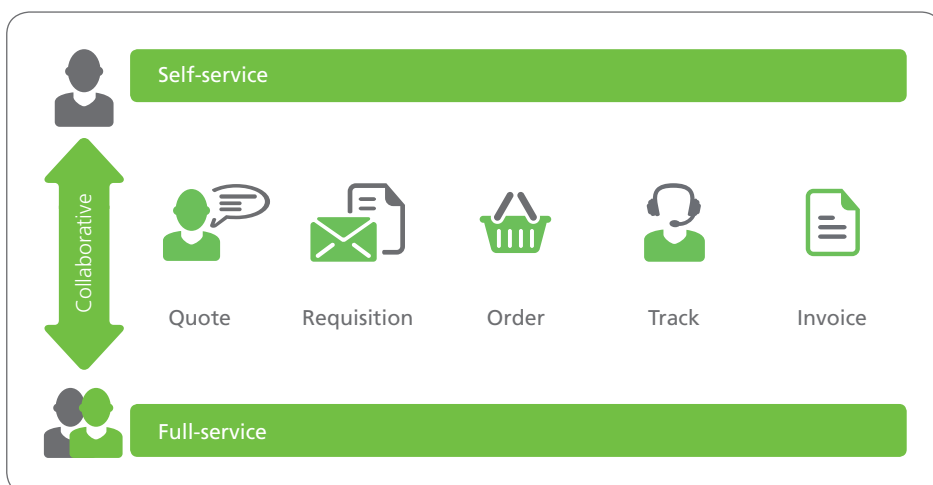 Self-service
Collaborative
Quote
Requisition
Order
Track
Invoice
Full-service